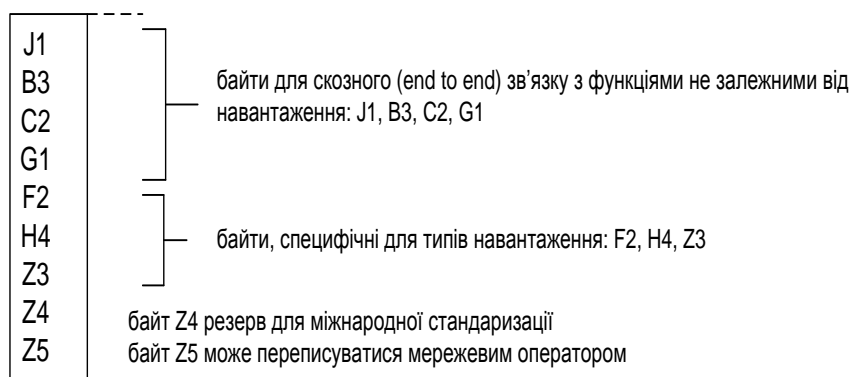 J1
B3
C2
G1
F2
H4
Z3
Z4
Z5
байти для скозного (end to end) зв’язку з функціями не залежними від
навантаження: J1, B3, C2, G1
байти, специфічні для типів навантаження: F2, H4, Z3
байт Z4 резерв для міжнародної стандаризації
байт Z5 може переписуватися мережевим оператором